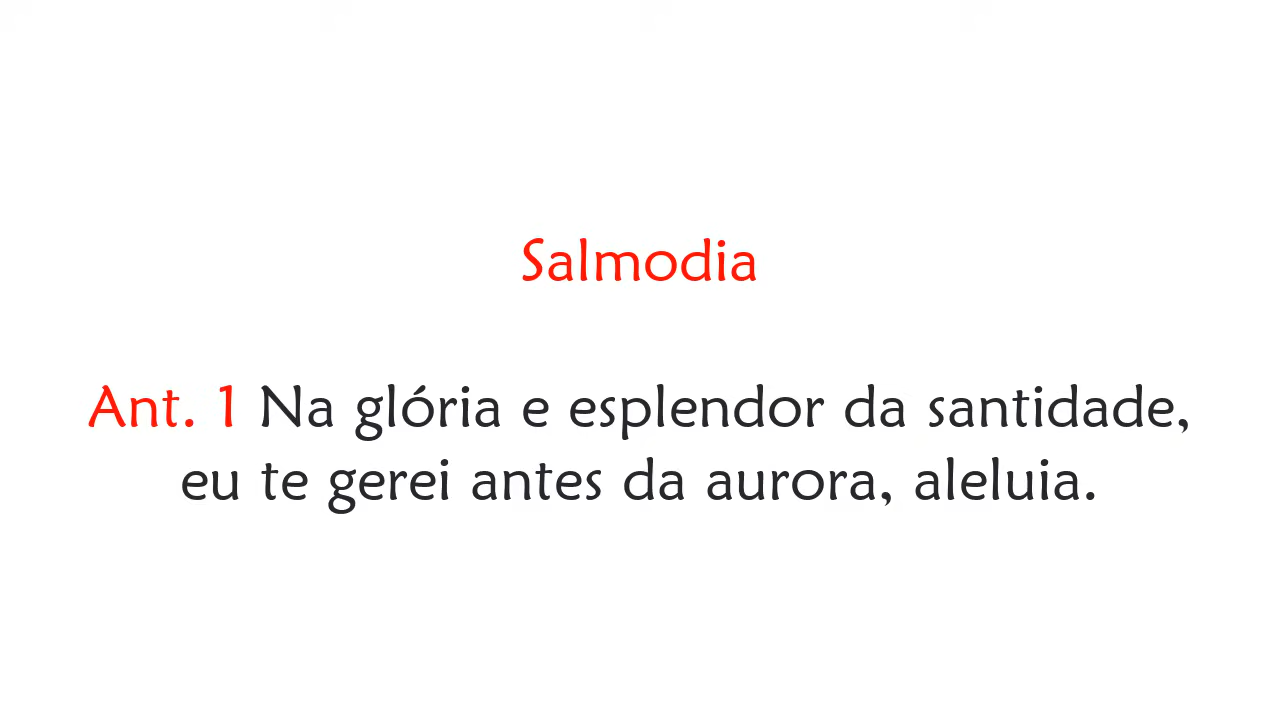 Salmodia
Ant. 1 Na glória e esplendor da santidade,
eu te gerei antes da aurora, aleluia.